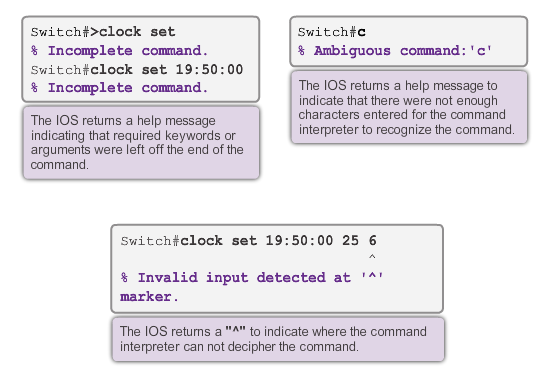 Switch#>clock set
% Incomplete command.
Switch#clock set 19:50:00
% Incomplete command.
The IOS returns a help message
indicating that required keywords or
arguments were left off the end of the
command.
Switch#c
% Ambiguous command:'c'
The IOS returns a help message to
indicate that there were not enough
characters entered for the command
interpreter to recognize the command.
Switch#clock set 19:50:00 25 6
^
% Invalid input detected at '^'
marker.
The IOS returns a "^" to indicate where the command
interpreter can not decipher the command.